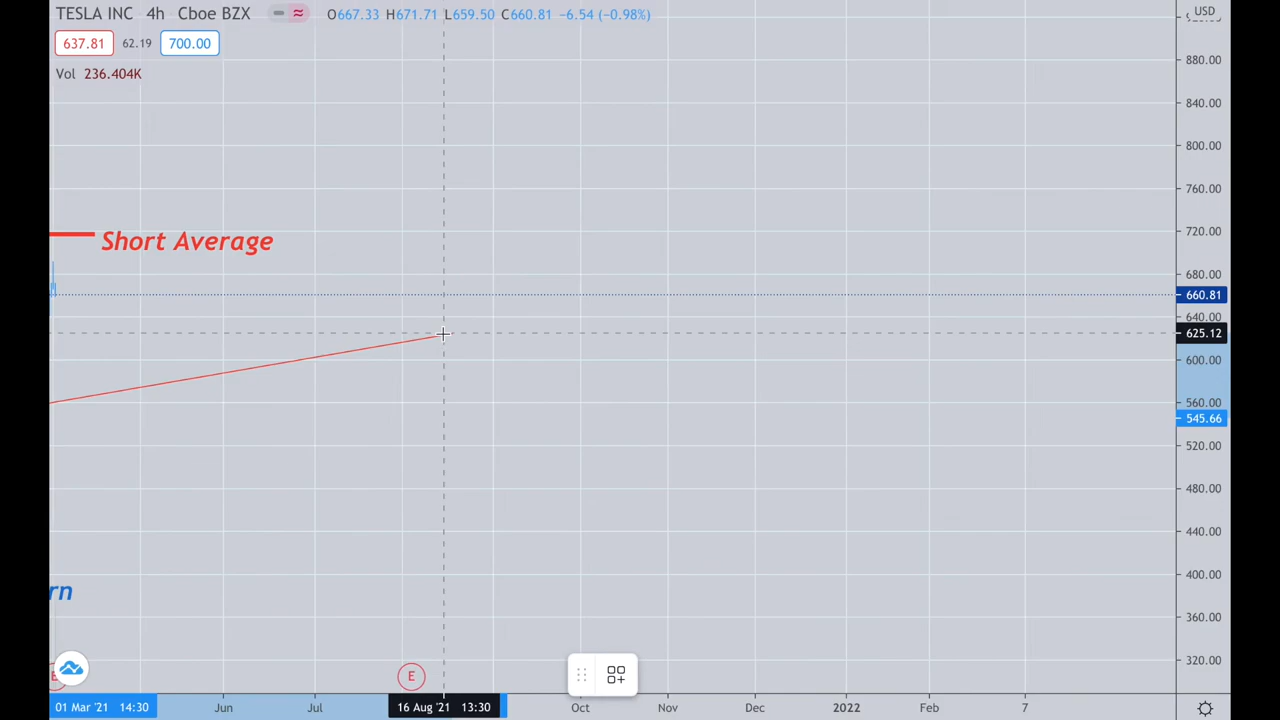 TESLA INC 4h Cboe BZX O667.33 H671.71 L659.50 C660.81 −6.54 (−0.98%)
USD
637.81 62.19 700.00
Vol 236.404K
880.00
840.00
800.00
760.00
720.00
Short Average
680.00
660.81
640.00
625.12
600.00
560.00
545.66
520.00
480.00
440.00
400.00
rn
360.00
320.00
E
01 Mar '21 14:30 Jun Jul 16 Aug '21 13:30 Oct Nov Dec 2022 Feb 7